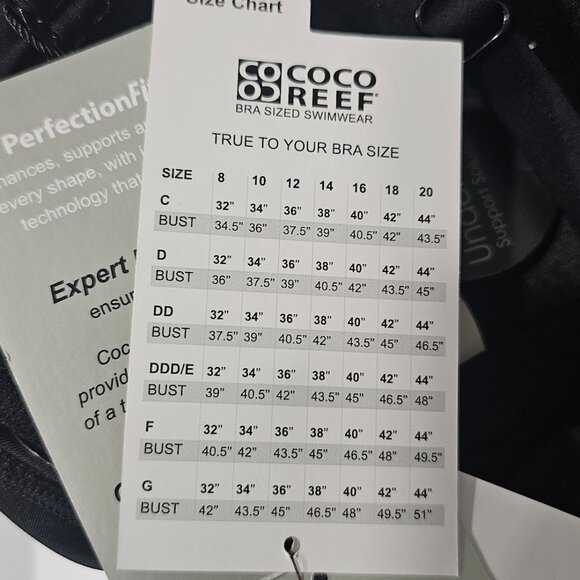 Size Chart
COCO
REEF
BRA SIZED SWIMWEAR
TRUE TO YOUR BRA SIZE
SIZE 8 10 12 14 16 18 20
C 32" 34" 36" 38" 40" 42" 44"
BUST 34.5" 36" 37.5" 39" 40.5" 42" 43.5"
D 32" 34" 36" 38" 40" 42" 44"
BUST 36" 37.5" 39" 40.5" 42" 43.5" 45"
DD 32" 34" 36" 38" 40" 42" 44"
BUST 37.5" 39" 40.5" 42" 43.5" 45" 46.5"
DDD/E 32" 34" 36" 38" 40" 42" 44"
BUST 39" 40.5" 42" 43.5" 45" 46.5" 48"
F 32" 34" 36" 38" 40" 42" 44"
BUST 40.5" 42" 43.5" 45" 46.5" 48" 49.5"
G 32" 34" 36" 38" 40" 42" 44"
BUST 42" 43.5" 45" 46.5" 48" 49.5" 51"
PerfectionFi
supports
every shape, with
technology that
Expert
ensu
Coc
provid
of a
Support